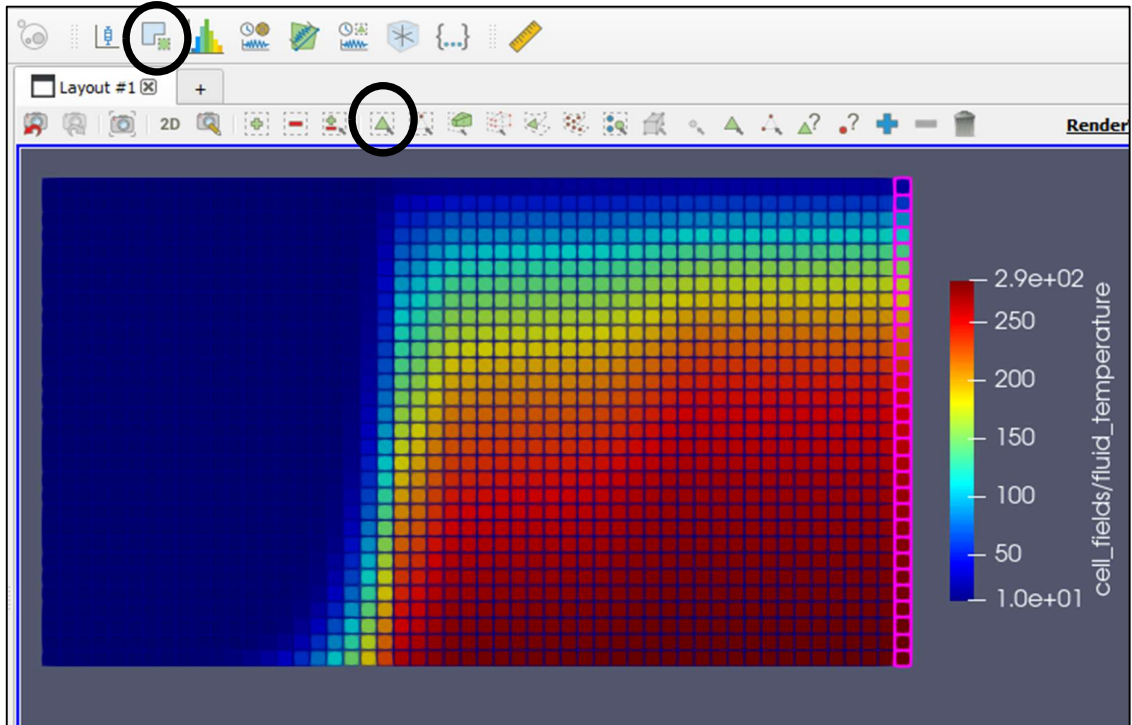 {...}
Layout #1
+
2D
Render
2.9e+02
250
200
150
100
50
1.0e+01
cell_fields/fluid_temperature